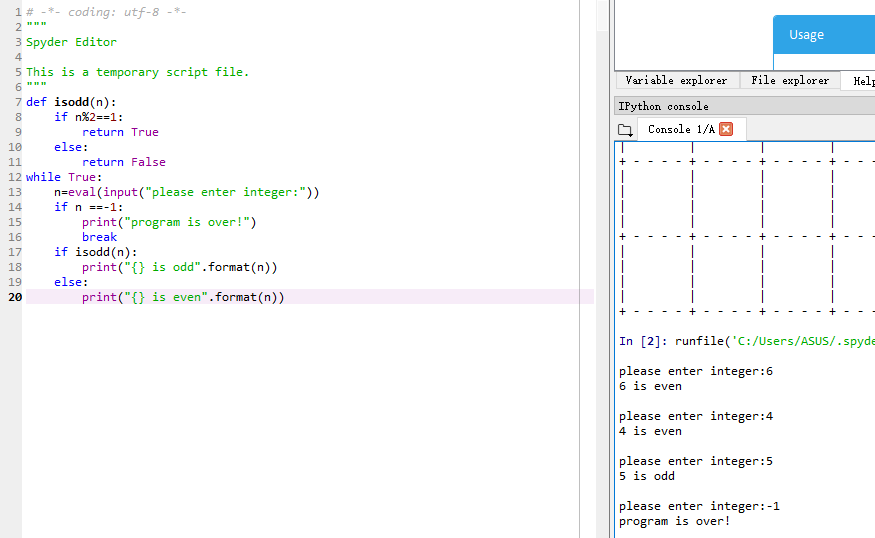 1 # -*- coding: utf-8 -*-
2 """
3 Spyder Editor
4
5 This is a temporary script file.
6 """
7 def isodd(n):
8     if n%2==1:
9         return True
10     else:
11         return False
12 while True:
13     n=eval(input("please enter integer:"))
14     if n ==-1:
15         print("program is over!")
16         break
17     if isodd(n):
18         print("{} is odd".format(n))
19     else:
20         print("{} is even".format(n))
Usage
Variable explorer File explorer Help
IPython console
Console 1/A
+ - - - - + - - - - + - - - - + - - -
+ - - - - + - - - - + - - - - + - - -
+ - - - - + - - - - + - - - - + - - -
In [2]: runfile('C:/Users/ASUS/.spyde
please enter integer:6
6 is even
please enter integer:4
4 is even
please enter integer:5
5 is odd
please enter integer:-1
program is over!